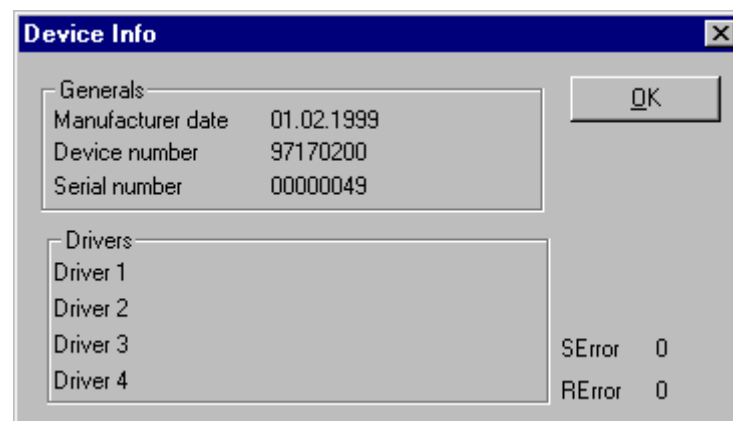 Device Info
Generals
OK
Manufacturer date 01.02.1999
Device number 97170200
Serial number 00000049
Drivers
Driver 1
Driver 2
Driver 3
Driver 4
SError 0
RError 0